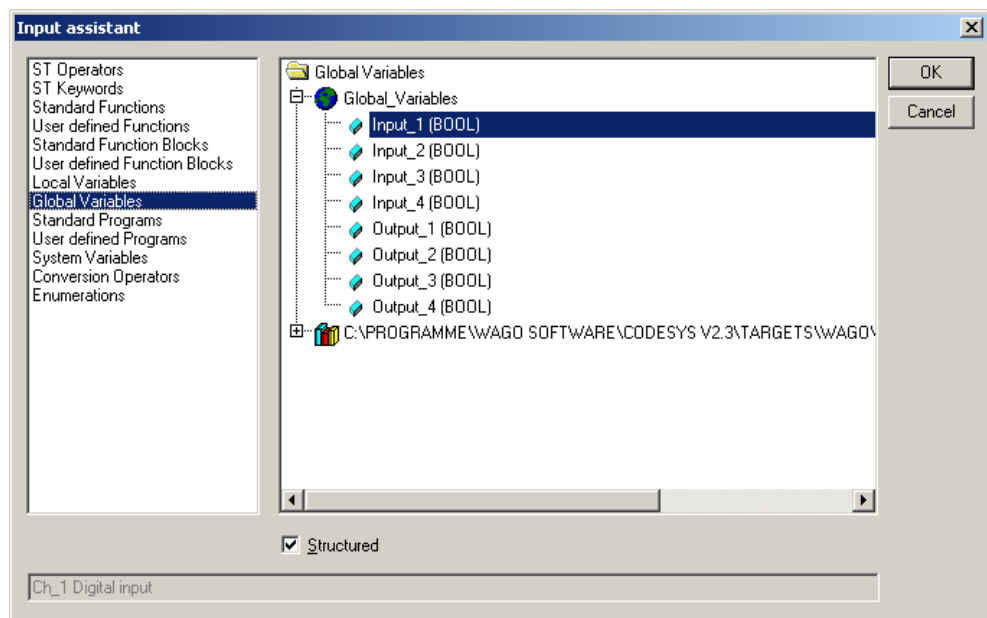 Input assistant
ST Operators
ST Keywords
Standard Functions
User defined Functions
Standard Function Blocks
User defined Function Blocks
Local Variables
Global Variables
Standard Programs
User defined Programs
System Variables
Conversion Operators
Enumerations
Global Variables
Global_Variables
Input_1 (BOOL)
Input_2 (BOOL)
Input_3 (BOOL)
Input_4 (BOOL)
Output_1 (BOOL)
Output_2 (BOOL)
Output_3 (BOOL)
Output_4 (BOOL)
C:\PROGRAMME\WAGO SOFTWARE\CODESYS V2.3\TARGETS\WAGO\
OK
Cancel
Structured
Ch_1 Digital input